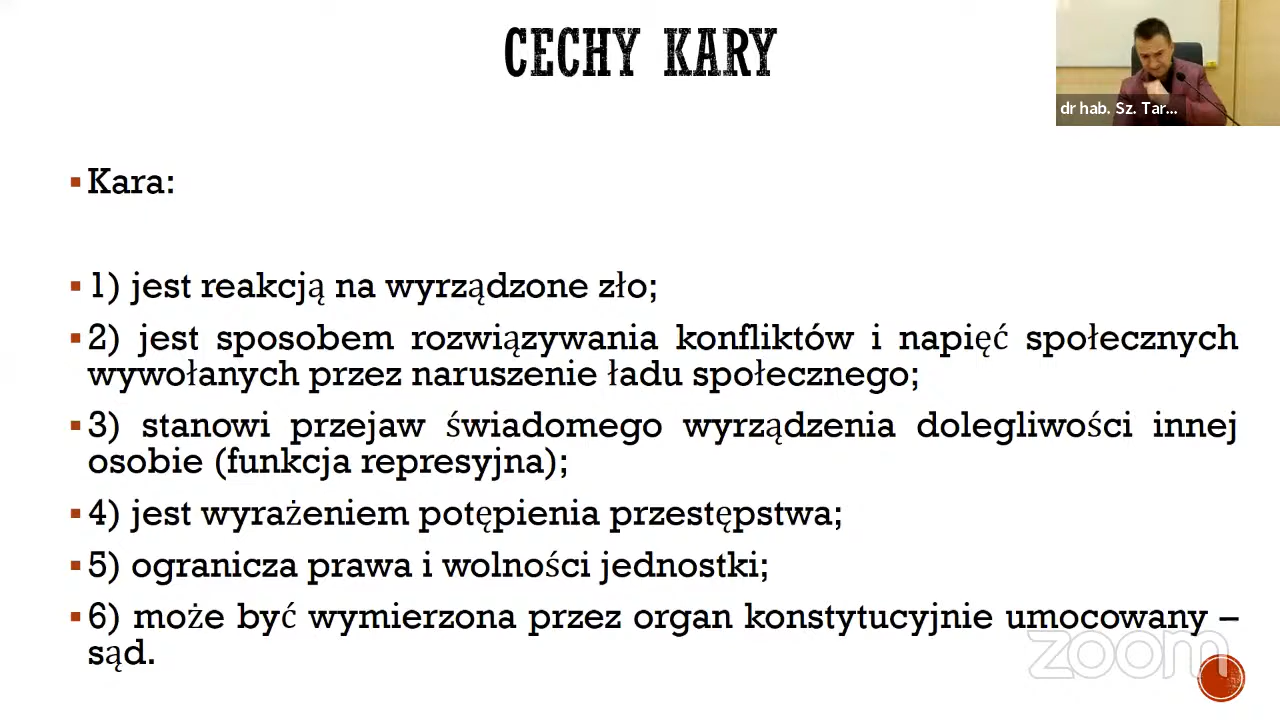 CECHY KARY
dr hab. Sz. Tar...
Kara:
1) jest reakcją na wyrządzone zło;
2) jest sposobem rozwiązywania konfliktów i napięć społecznych
wywołanych przez naruszenie ładu społecznego;
3) stanowi przejaw świadomego wyrządzenia dolegliwości innej
osobie (funkcja represyjna);
4) jest wyrażeniem potępienia przestępstwa;
5) ogranicza prawa i wolności jednostki;
6) może być wymierzona przez organ konstytucyjnie umocowany –
sąd.
zoom